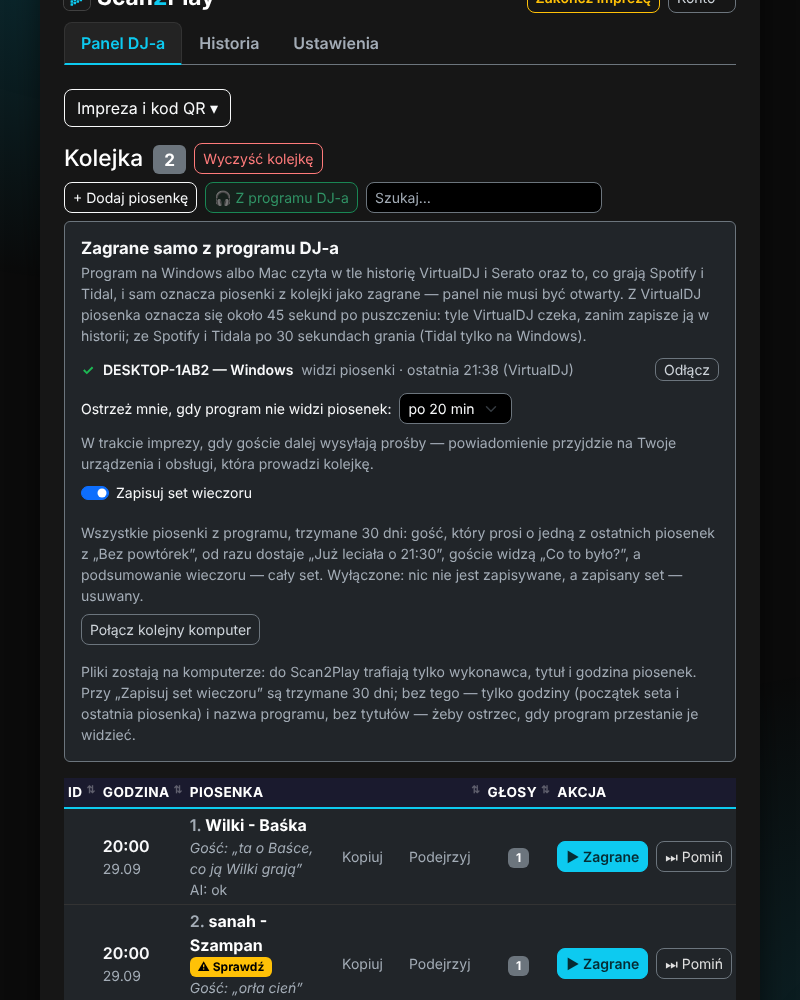 Scan2Play
Zakończ imprezę
Konto
Panel DJ-a
Historia
Ustawienia
Impreza i kod QR ▾
Kolejka 2 Wyczyść kolejkę
+ Dodaj piosenkę 🎧 Z programu DJ-a Szukaj...
Zagrane samo z programu DJ-a
Program na Windows albo Mac czyta w tle historię VirtualDJ i Serato oraz to, co grają Spotify i
Tidal, i sam oznacza piosenki z kolejki jako zagrane — panel nie musi być otwarty. Z VirtualDJ
piosenka oznacza się około 45 sekund po puszczeniu: tyle VirtualDJ czeka, zanim zapisze ją w
historii; ze Spotify i Tidala po 30 sekundach grania (Tidal tylko na Windows).
✓ DESKTOP-1AB2 — Windows widzi piosenki · ostatnia 21:38 (VirtualDJ) Odłącz
Ostrzeż mnie, gdy program nie widzi piosenek: po 20 min
W trakcie imprezy, gdy goście dalej wysyłają prośby — powiadomienie przyjdzie na Twoje
urządzenia i obsługi, która prowadzi kolejkę.
Zapisuj set wieczoru
Wszystkie piosenki z programu, trzymane 30 dni: gość, który prosi o jedną z ostatnich piosenek
z „Bez powtórek”, od razu dostaje „Już leciała o 21:30”, goście widzą „Co to było?”, a
podsumowanie wieczoru — cały set. Wyłączone: nic nie jest zapisywane, a zapisany set —
usuwany.
Połącz kolejny komputer
Pliki zostają na komputerze: do Scan2Play trafiają tylko wykonawca, tytuł i godzina piosenek.
Przy „Zapisuj set wieczoru” są trzymane 30 dni; bez tego — tylko godziny (początek seta i
ostatnia piosenka) i nazwa programu, bez tytułów — żeby ostrzec, gdy program przestanie je
widzieć.
ID ⇅ GODZINA ⇅ PIOSENKA ⇅ GŁOSY ⇅ AKCJA
1. Wilki - Baśka
20:00
29.09
Gość: „ta o Baśce,
co ją Wilki grają”
AI: ok
Kopiuj Podejrzyj 1 ▶ Zagrane ⏭ Pomiń
2. sanah -
Szampan
20:00
29.09
⚠ Sprawdź
Gość: „orła cień”
Kopiuj Podejrzyj 1 ▶ Zagrane ⏭ Pomiń